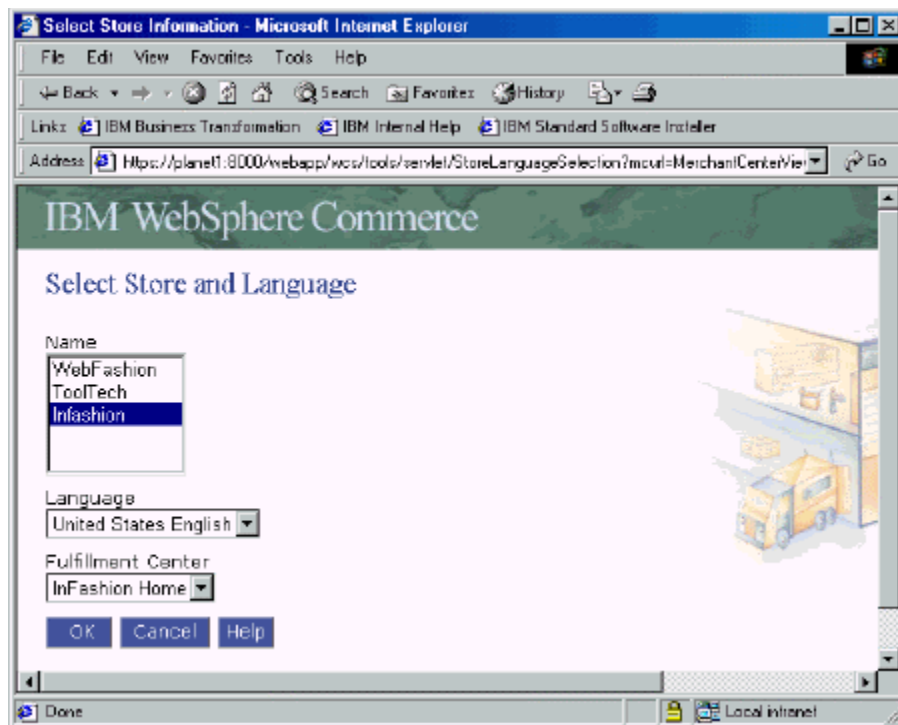 Select Store Information - Microsoft Internet Explorer
File Edit View Favorites Tools Help
Back Search Favorites History
Links IBM Business Transformation IBM Internal Help IBM Standard Software Installer
Address https://planet1:8000/webapp/wcs/tools/servlet/StoreLanguageSelection?mcurl=MerchantCenterVie Go
IBM WebSphere Commerce
Select Store and Language
Name
WebFashion
ToolTech
Infashion
Language
United States English
Fulfillment Center
InFashion Home
OK Cancel Help
Done Local intranet